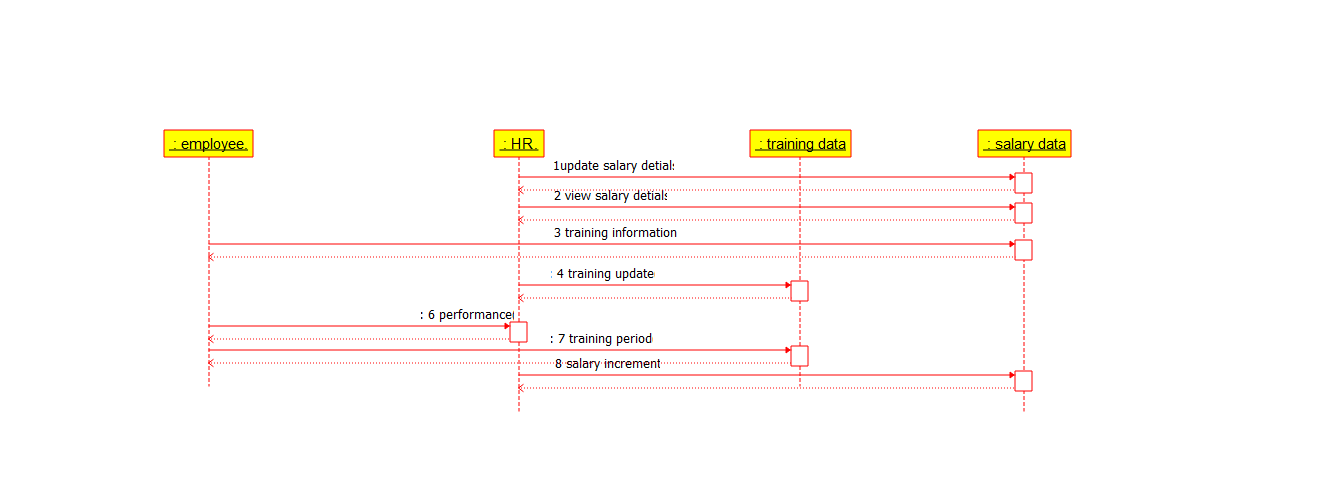 : employee.
: HR.
: training data
: salary data
1update salary detials
2 view salary detials
3 training information
: 4 training update
: 6 performance(
: 7 training period
8 salary increment